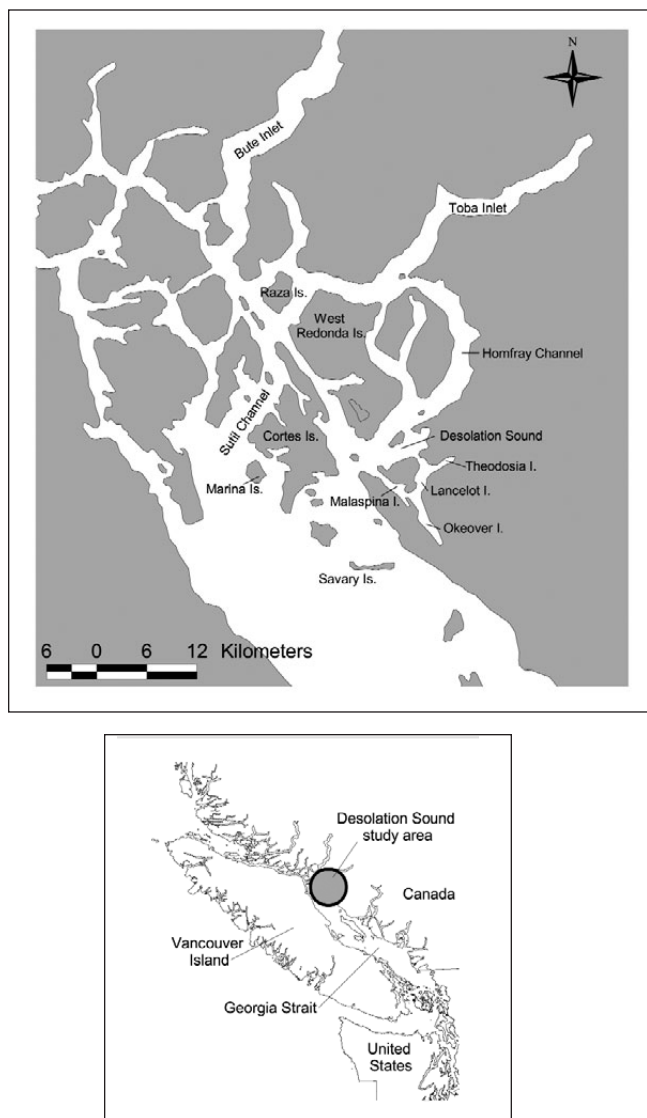 N
Bute Inlet
Toba Inlet
Raza Is.
West
Redonda Is.
Homfray Channel
Sutil Channel
Desolation Sound
Cortes Is.
Theodosia I.
Marina Is.
Malaspina I.
Lancelot I.
Okeover I.
Savary Is.
6 0 6 12 Kilometers
Desolation Sound
study area
Canada
Vancouver
Island
Georgia Strait
United
States